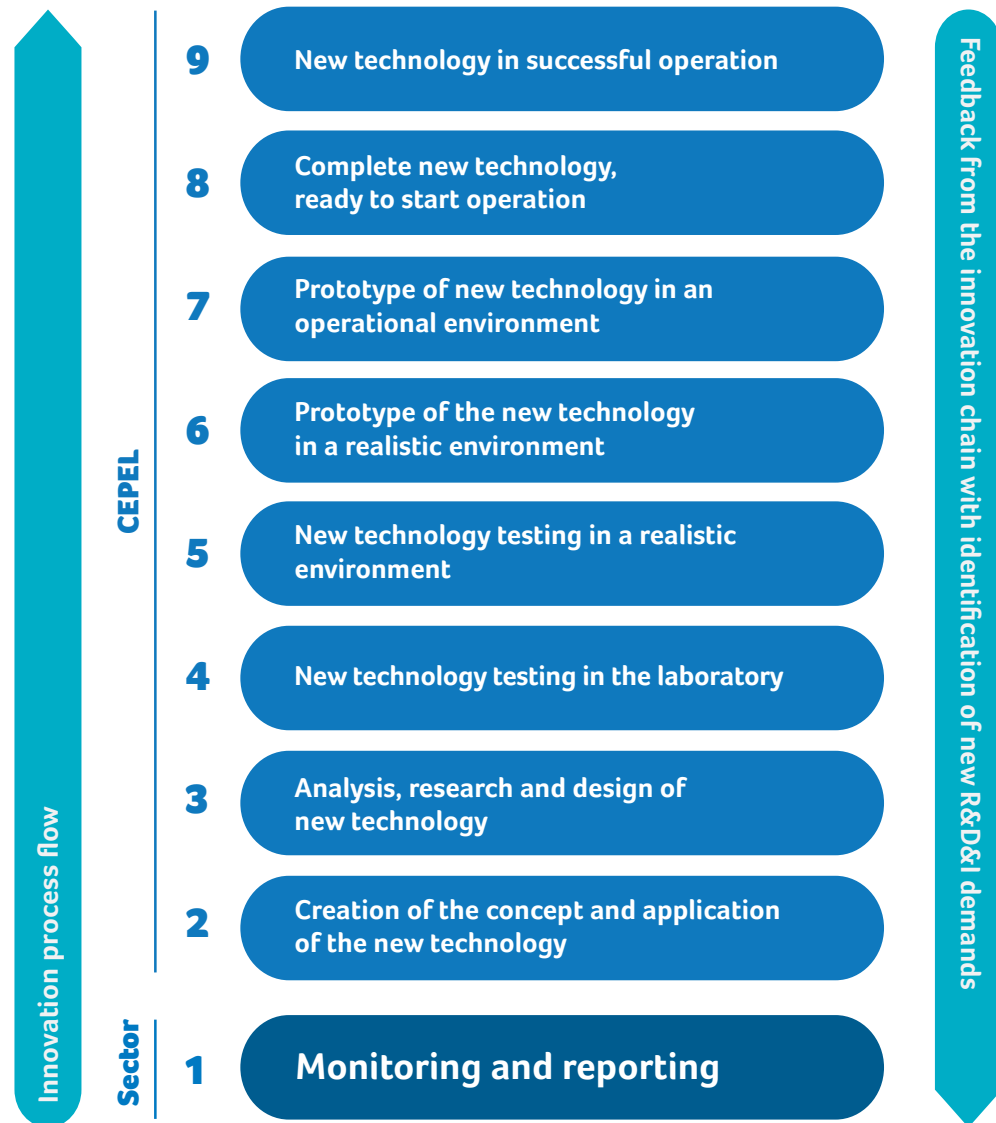 Innovation process flow
CEPEL
Sector
9
New technology in successful operation
8
Complete new technology,
ready to start operation
7
Prototype of new technology in an
operational environment
6
Prototype of the new technology
in a realistic environment
5
New technology testing in a realistic
environment
4
New technology testing in the laboratory
3
Analysis, research and design of
new technology
2
Creation of the concept and application
of the new technology
1
Monitoring and reporting
Feedback from the innovation chain with identification of new R&D&I demands